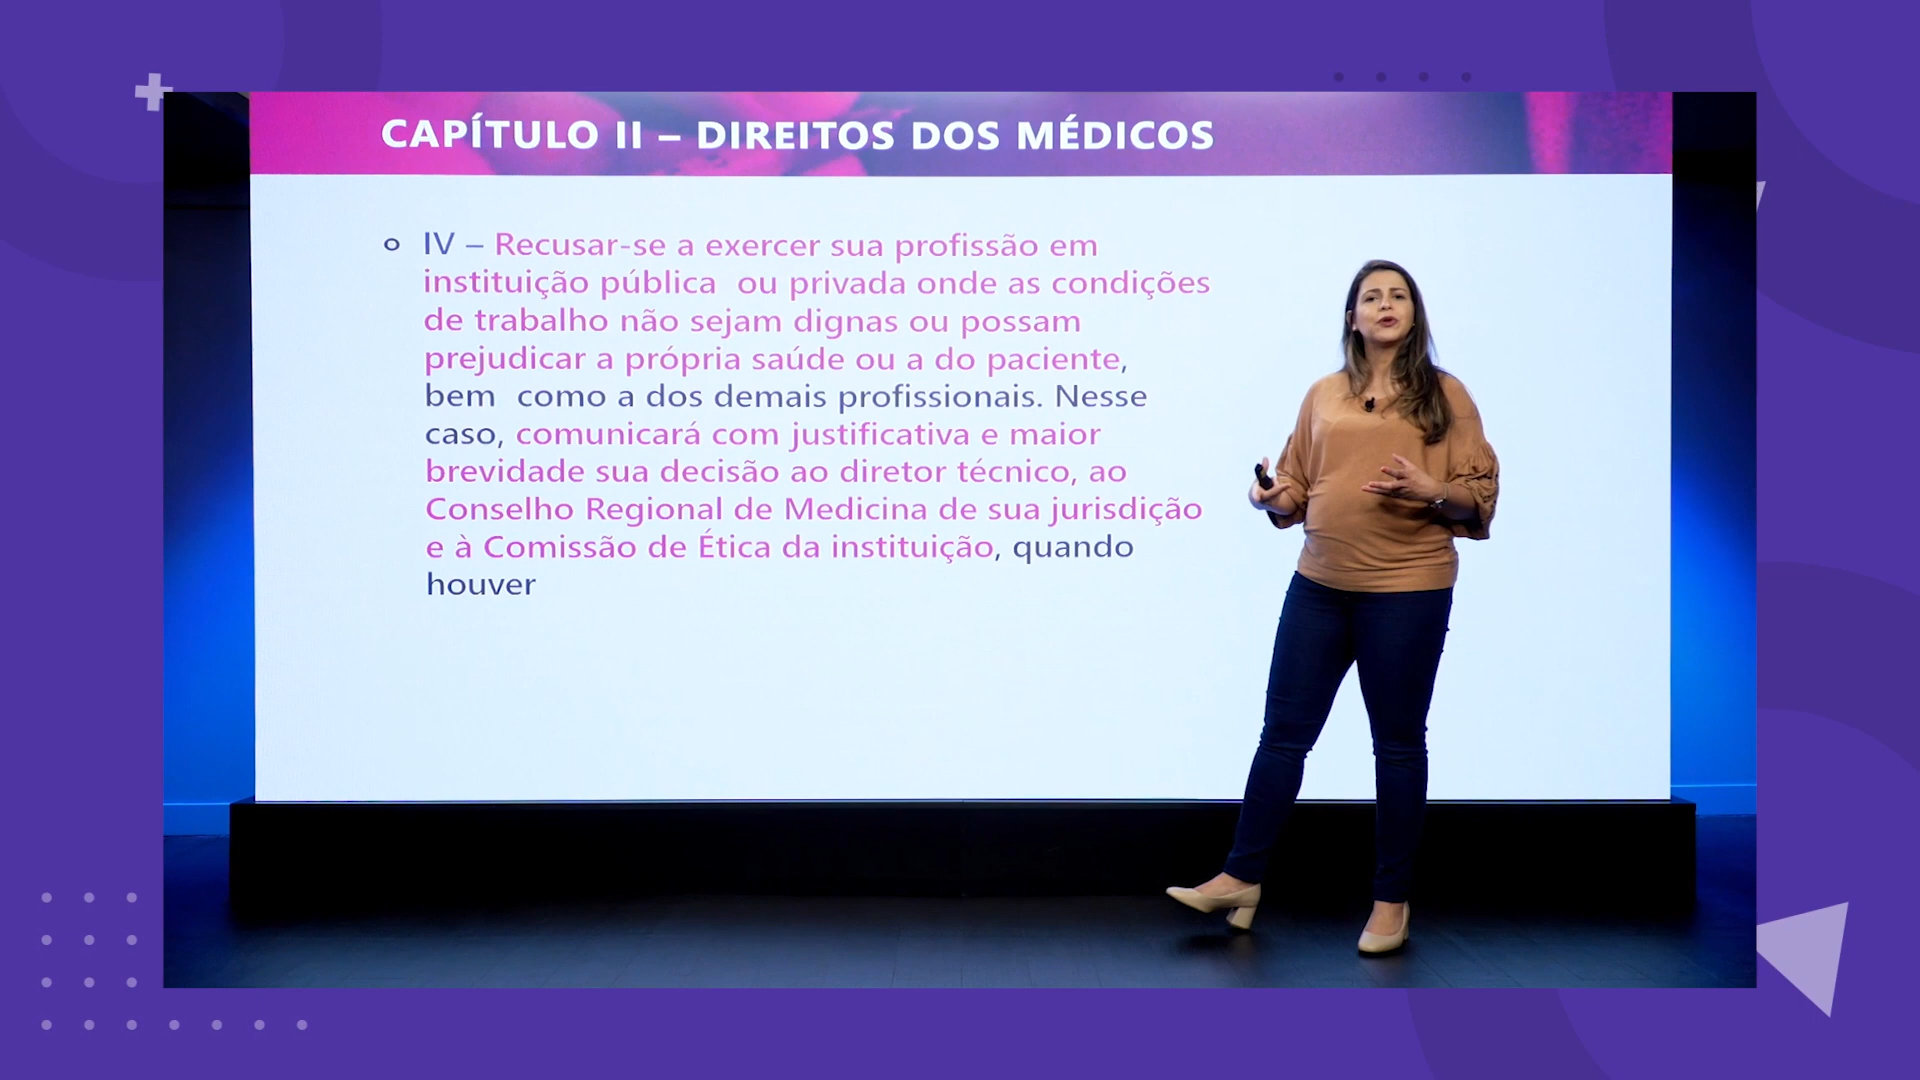 CAPÍTULO II – DIREITOS DOS MÉDICOS
IV – Recusar-se a exercer sua profissão em
instituição pública ou privada onde as condições
de trabalho não sejam dignas ou possam
prejudicar a própria saúde ou a do paciente,
bem como a dos demais profissionais. Nesse
caso, comunicará com justificativa e maior
brevidade sua decisão ao diretor técnico, ao
Conselho Regional de Medicina de sua jurisdição
e à Comissão de Ética da instituição, quando
houver